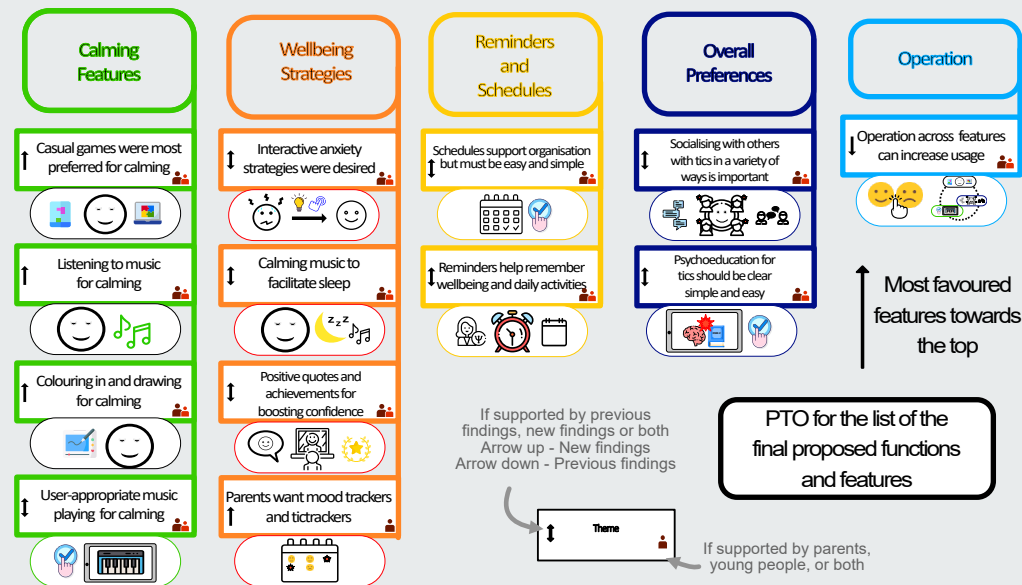 Calming
Features
Casual games were most
preferred for calming
Listening to music
for calming
Colouring in and drawing
for calming
User-appropriate music
playing for calming
Wellbeing
Strategies
Interactive anxiety
strategies were desired
Calming music to
facilitate sleep
z z z
Positive quotes and
achievements for
boosting confidence
Parents want mood trackers
and tictrackers
Reminders
and
Schedules
Schedules support organisation
but must be easy and simple
Reminders help remember
wellbeing and daily activities
Overall
Preferences
Socialising with others
with tics in a variety of
ways is important
Psychoeducation for
tics should be clear
simple and easy
Operation
Operation across features
can increase usage
Most favoured
features towards
the top
PTO for the list of the
final proposed functions
and features
If supported by previous
findings, new findings or both
Arrow up - New findings
Arrow down - Previous findings
Theme
If supported by parents,
young people, or both